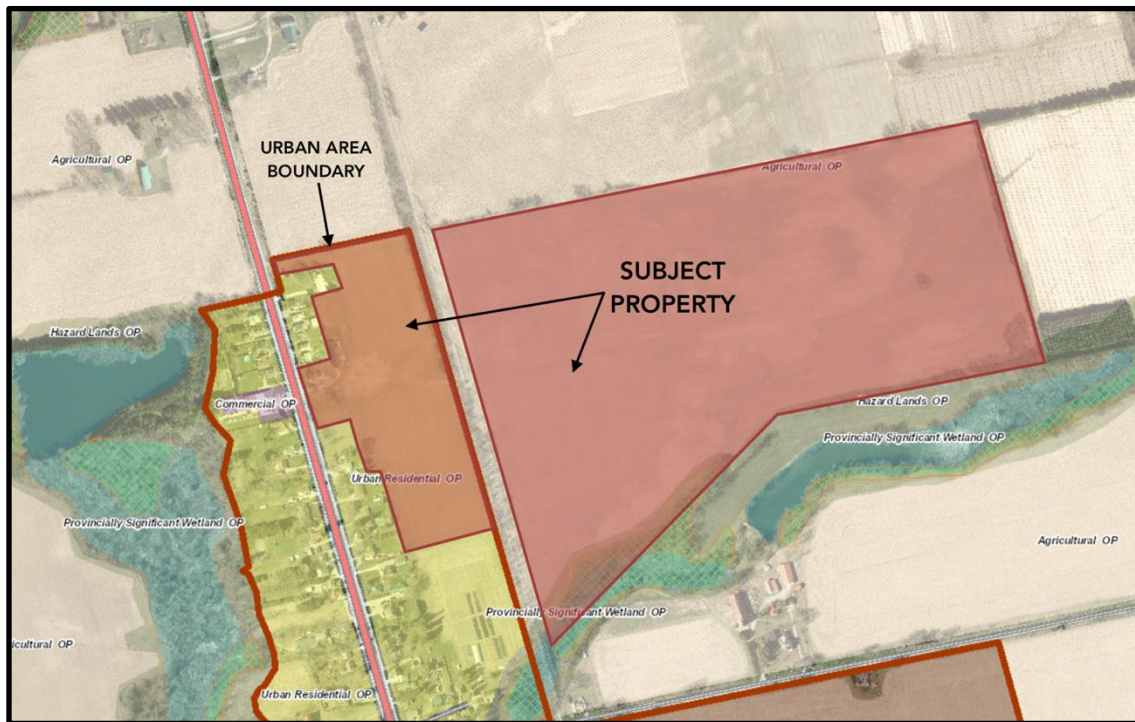 Agricultural OP
URBAN AREA
BOUNDARY
Agricultural OP
SUBJECT
PROPERTY
Hazard Lands OP
Commercial OP
Hazard Lands OP
Provincially Significant Wetland OP
Urban Residential OP
Provincially Significant Wetland OP
Agricultural OP
Provincially Significant Wetland OP
icultural OP
Urban Residential OP